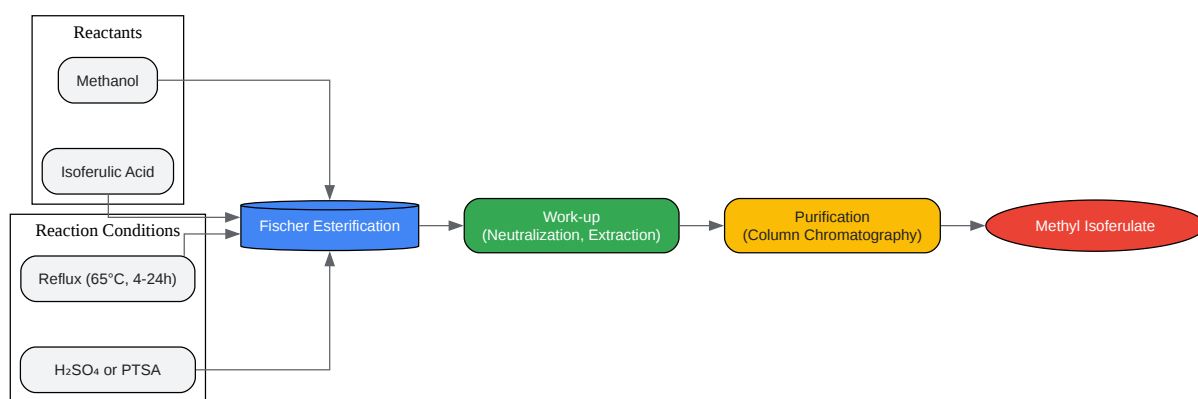 Reactants
Methanol
Isoferulic Acid
Reaction Conditions
Reflux (65°C, 4-24h)
H₂SO₄ or PTSA
Fischer Esterification
Work-up
(Neutralization, Extraction)
Purification
(Column Chromatography)
Methyl Isoferulate